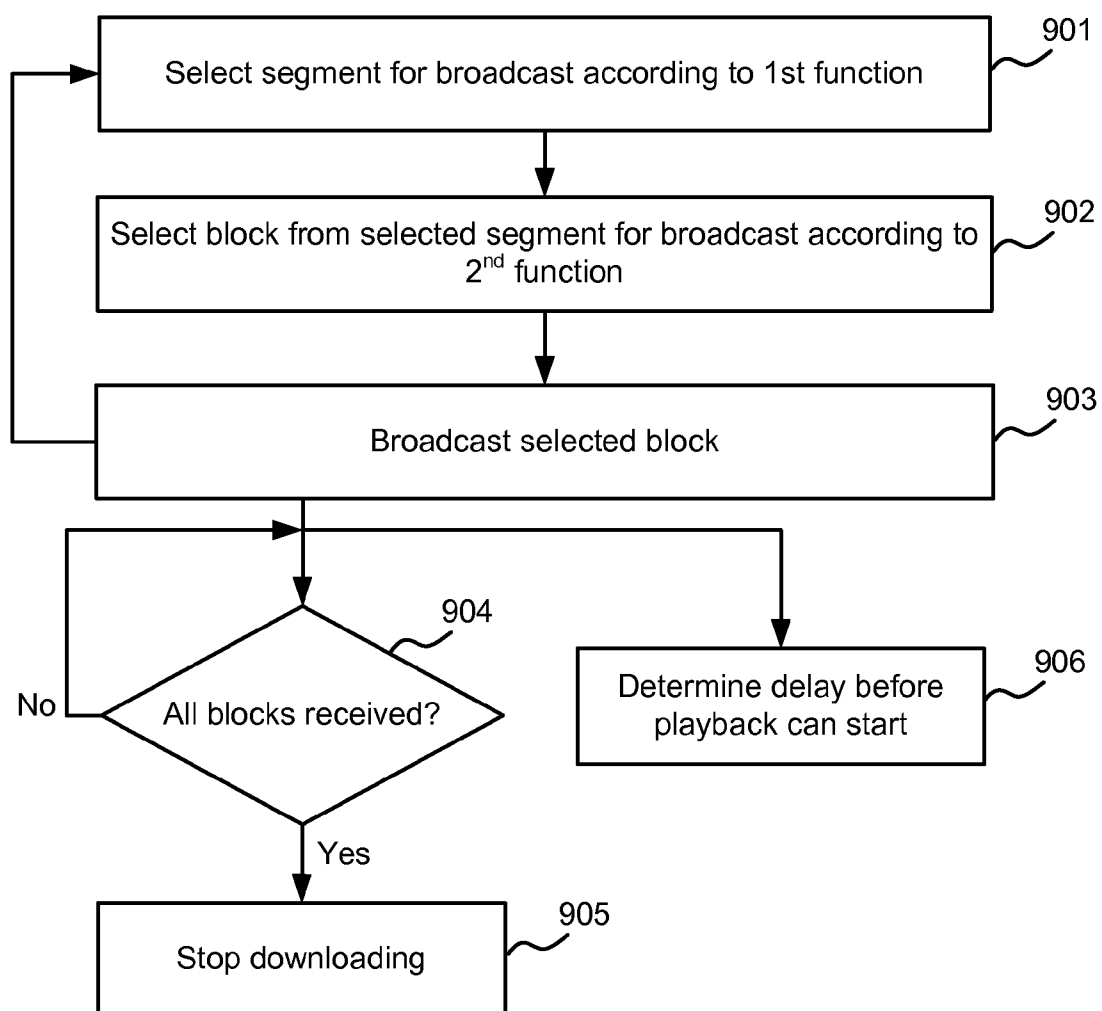 901
Select segment for broadcast according to 1st function
902
Select block from selected segment for broadcast according to
2nd function
903
Broadcast selected block
904
All blocks received?
No
906
Determine delay before
playback can start
Yes
905
Stop downloading